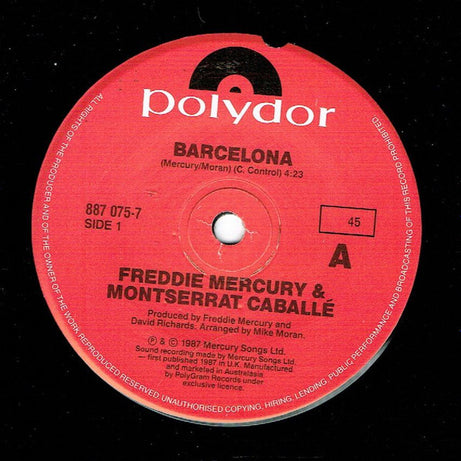 polydor
BARCELONA
(Mercury/Moran) (C. Control) 4:23
887 075-7
SIDE 1
45
A
FREDDIE MERCURY &
MONTSERRAT CABALLÉ
Produced by Freddie Mercury and
David Richards. Arranged by Mike Moran.
℗ & © 1987 Mercury Songs Ltd.
Sound recording made by Mercury Songs Ltd.
— first published 1987 in U.K. Manufactured
and marketed in Australasia
by PolyGram Records under
exclusive licence.
ALL RIGHTS OF THE PRODUCER AND OF THE OWNER OF THE WORK REPRODUCED RESERVED. UNAUTHORISED COPYING, HIRING, LENDING, PUBLIC PERFORMANCE AND BROADCASTING OF THIS RECORD PROHIBITED